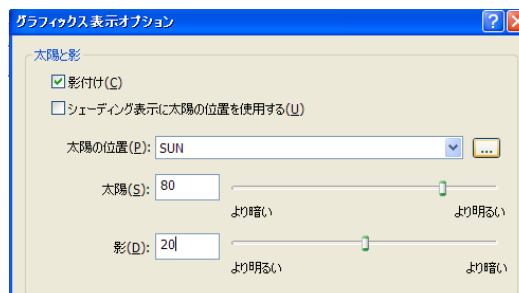 グラフィックス表示オプション
太陽と影
影付け(C)
シェーディング表示に太陽の位置を使用する(U)
太陽の位置(P): SUN ...
太陽(S): 80
より暗い より明るい
影(D): 20
より明るい より暗い